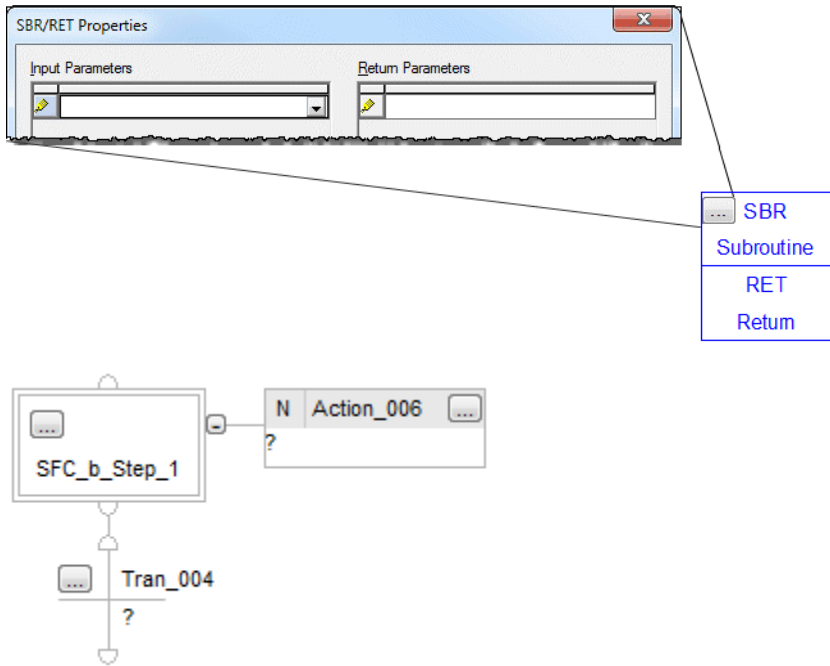 SBR/RET Properties
x
Input Parameters
Return Parameters
... SBR
Subroutine
RET
Return
...
SFC_b_Step_1
-
N Action_006 ...
?
... Tran_004
?